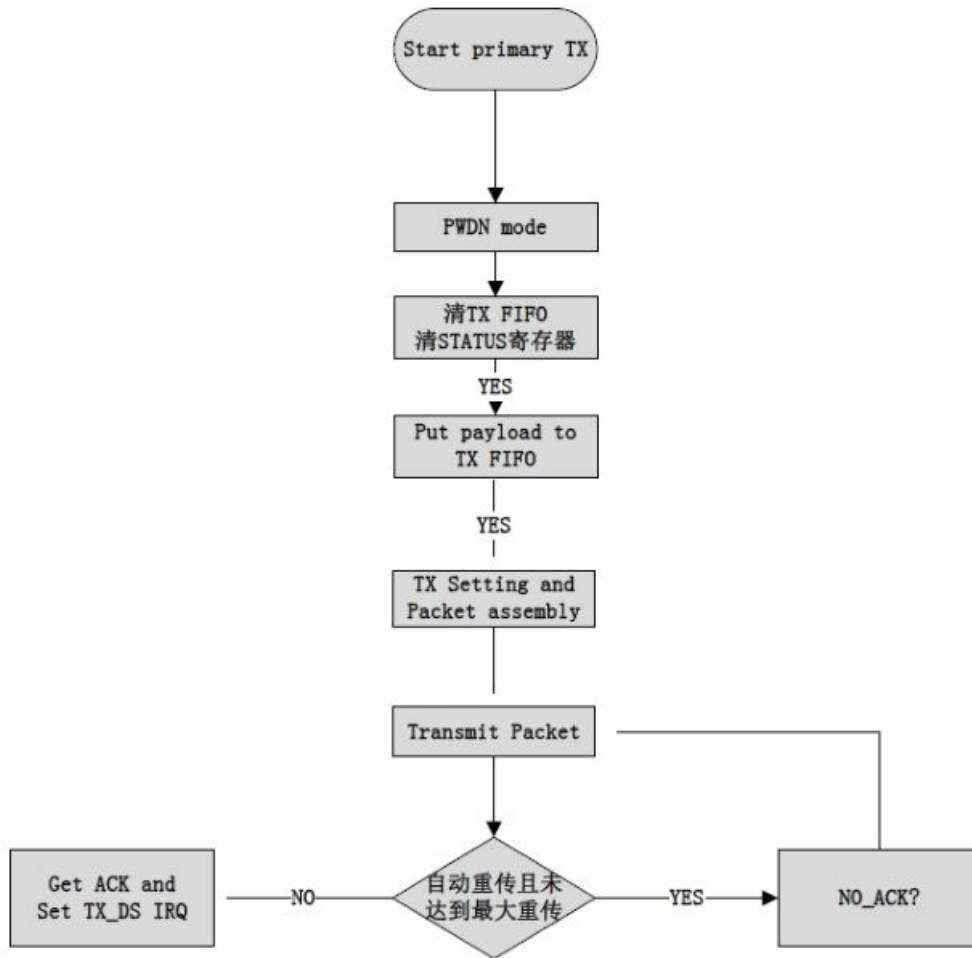 Start primary TX
PWDN mode
清TX FIFO
清STATUS寄存器
YES
Put payload to
TX FIFO
YES
TX Setting and
Packet assembly
Transmit Packet
自动重传且未
达到最大重传
NO
YES
Get ACK and
Set TX_DS IRQ
NO_ACK?